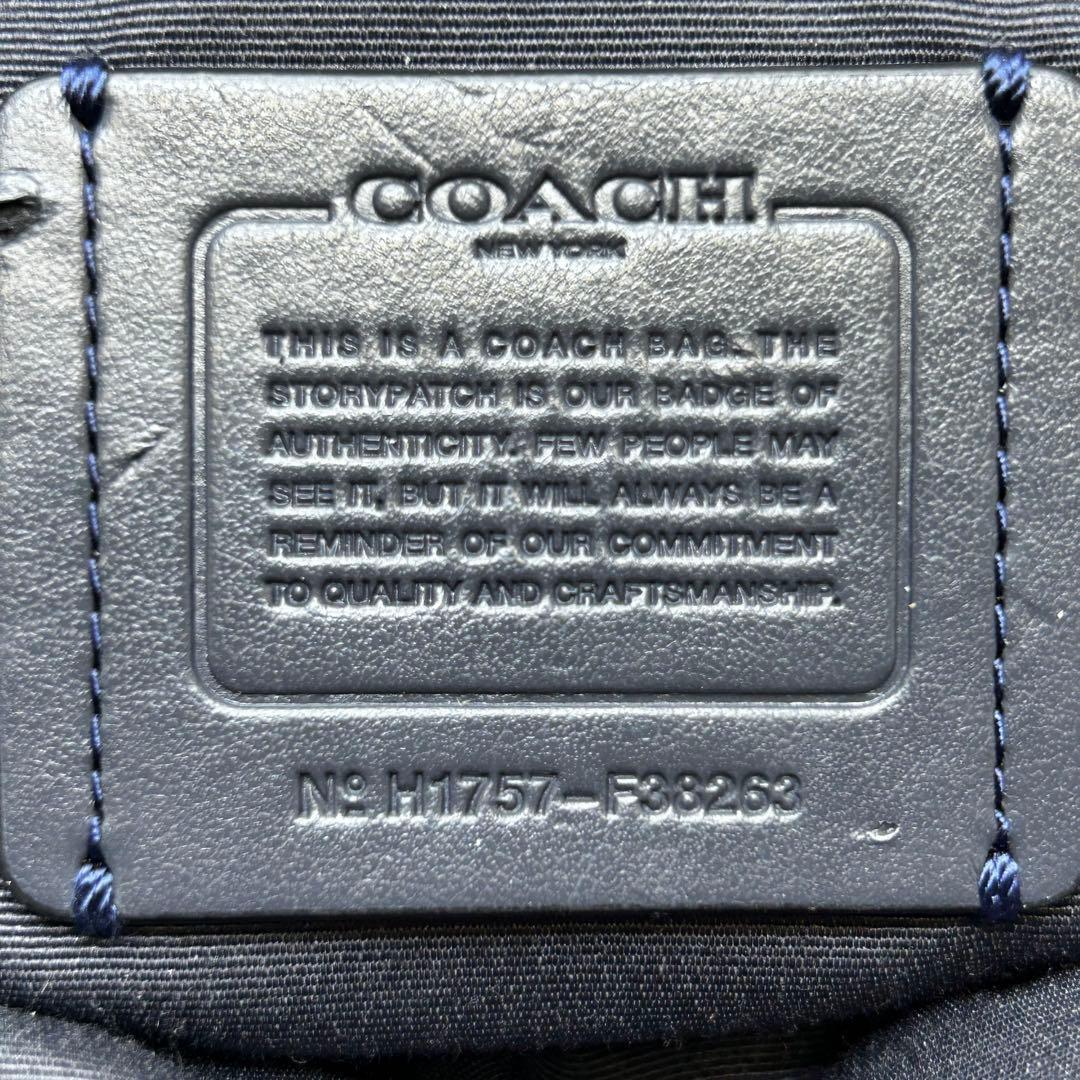 COACH
NEW YORK
THIS IS A COACH BAG. THE
STORYPATCH IS OUR BADGE OF
AUTHENTICITY. FEW PEOPLE MAY
SEE IT, BUT IT WILL ALWAYS BE A
REMINDER OF OUR COMMITMENT
TO QUALITY AND CRAFTSMANSHIP.
Nº H1757-F38263